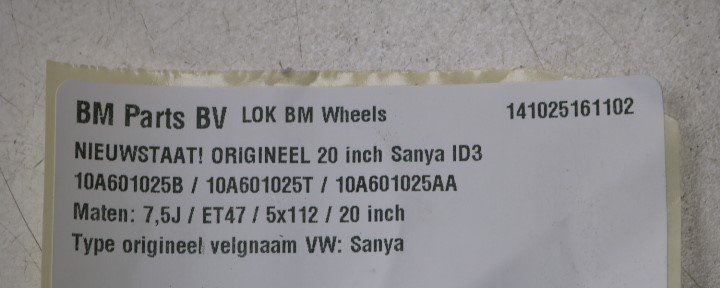 BM Parts BV LOK BM Wheels 141025161102
NIEUWSTAAT! ORIGINEEL 20 inch Sanya ID3
10A601025B / 10A601025T / 10A601025AA
Maten: 7,5J / ET47 / 5x112 / 20 inch
Type origineel velgnaam VW: Sanya